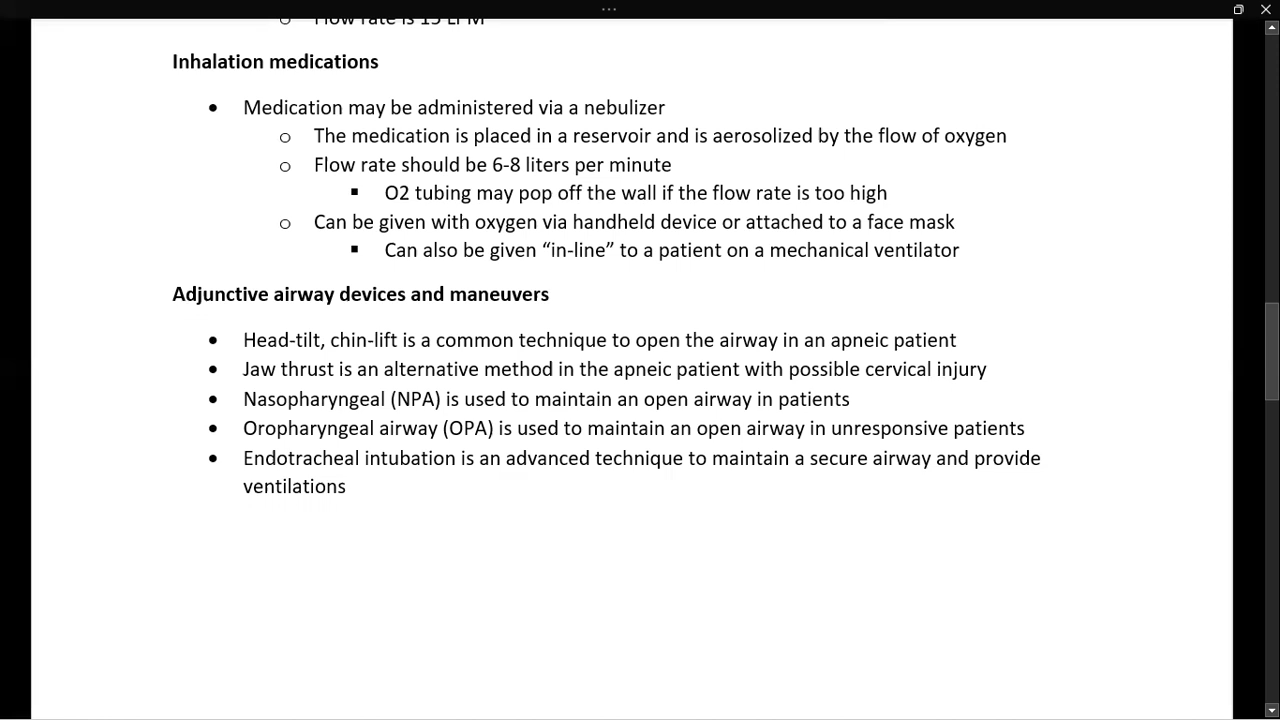 Flow rate is 15 LPM
Inhalation medications
Medication may be administered via a nebulizer
The medication is placed in a reservoir and is aerosolized by the flow of oxygen
Flow rate should be 6-8 liters per minute
O2 tubing may pop off the wall if the flow rate is too high
Can be given with oxygen via handheld device or attached to a face mask
Can also be given “in-line” to a patient on a mechanical ventilator
Adjunctive airway devices and maneuvers
Head-tilt, chin-lift is a common technique to open the airway in an apneic patient
Jaw thrust is an alternative method in the apneic patient with possible cervical injury
Nasopharyngeal (NPA) is used to maintain an open airway in patients
Oropharyngeal airway (OPA) is used to maintain an open airway in unresponsive patients
Endotracheal intubation is an advanced technique to maintain a secure airway and provide
ventilations